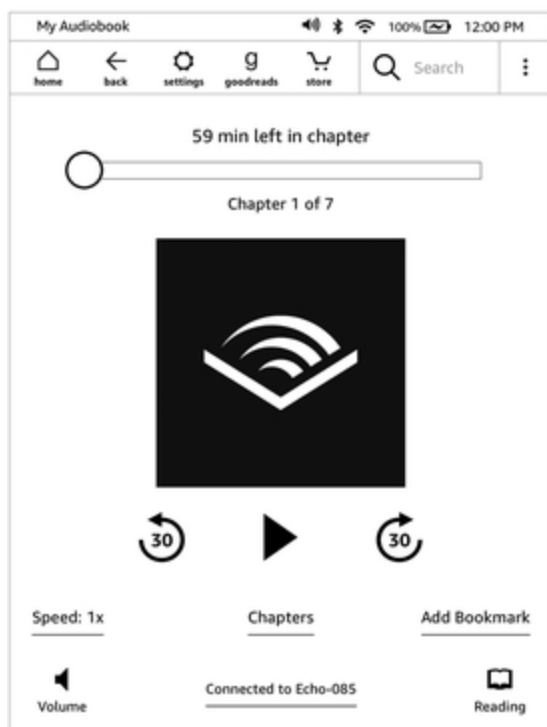 My Audiobook 100% 12:00 PM
home back settings goodreads store Search
59 min left in chapter
Chapter 1 of 7
30 30
Speed: 1x Chapters Add Bookmark
Volume Connected to Echo-085 Reading